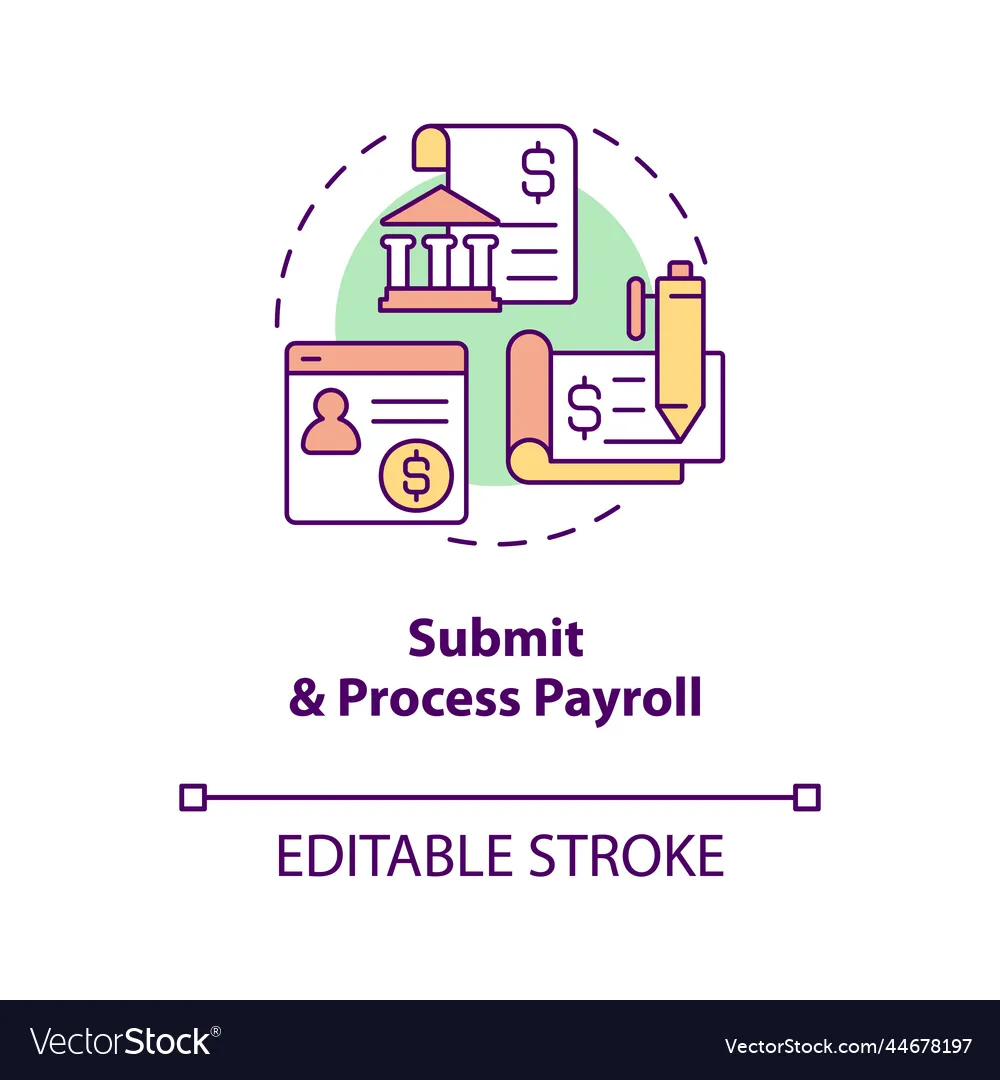 $
$
$
Submit
& Process Payroll
EDITABLE STROKE
VectorStock®
VectorStock.com/44678197